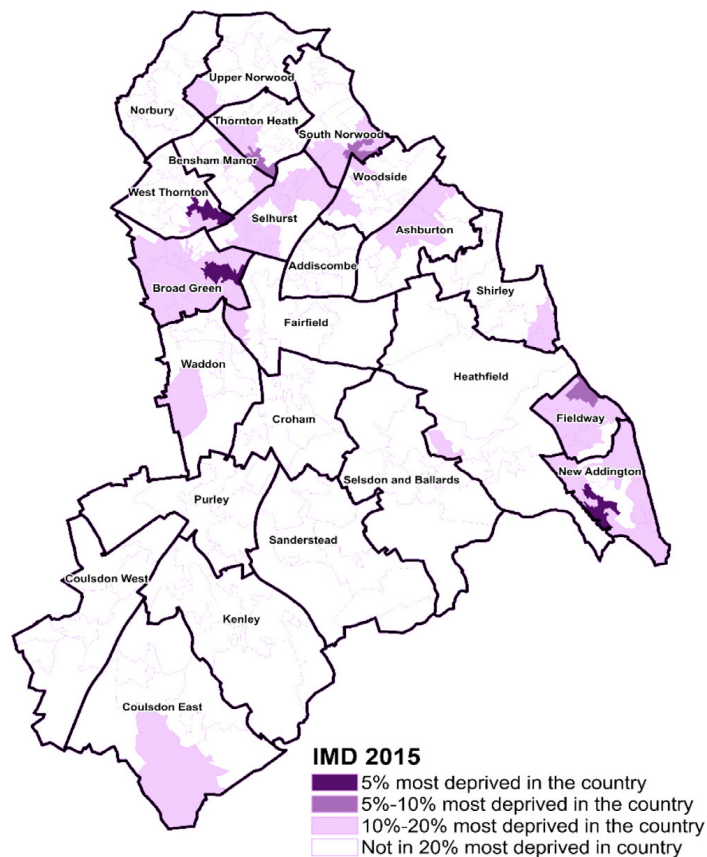 Upper Norwood
Norbury
Thornton Heath
South Norwood
Bensham Manor
Woodside
West Thornton
Selhurst
Ashburton
Addiscombe
Broad Green
Shirley
Fairfield
Waddon
Heathfield
Croham
Fieldway
New Addington
Selsdon and Ballards
Purley
Sanderstead
Coulsdon West
Kenley
Coulsdon East
IMD 2015
5% most deprived in the country
5%-10% most deprived in the country
10%-20% most deprived in the country
Not in 20% most deprived in country